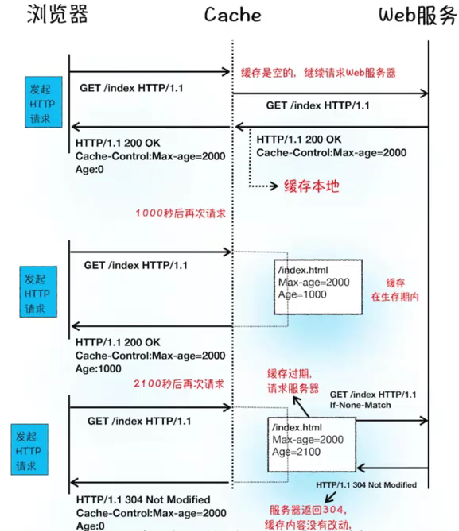 浏览器
Cache
Web服务
发起
HTTP
请求
GET /index HTTP/1.1
缓存是空的，继续请求Web服务器
GET /index HTTP/1.1
HTTP/1.1 200 OK
Cache-Control:Max-age=2000
Age:0
HTTP/1.1 200 OK
Cache-Control:Max-age=2000
缓存本地
1000秒后再次请求
发起
HTTP
请求
GET /index HTTP/1.1
/index.html
Max-age=2000
Age=1000
缓存
在生存期内
HTTP/1.1 200 OK
Cache-Control:Max-age=2000
Age:1000
2100秒后再次请求
缓存过期，
请求服务器
GET /index HTTP/1.1
If-None-Match
发起
HTTP
请求
GET /index HTTP/1.1
/index.html
Max-age=2000
Age=2100
HTTP/1.1 304 Not Modified
HTTP/1.1 304 Not Modified
Cache-Control:Max-age=2000
Age:0
服务器返回304，
缓存内容没有改动，